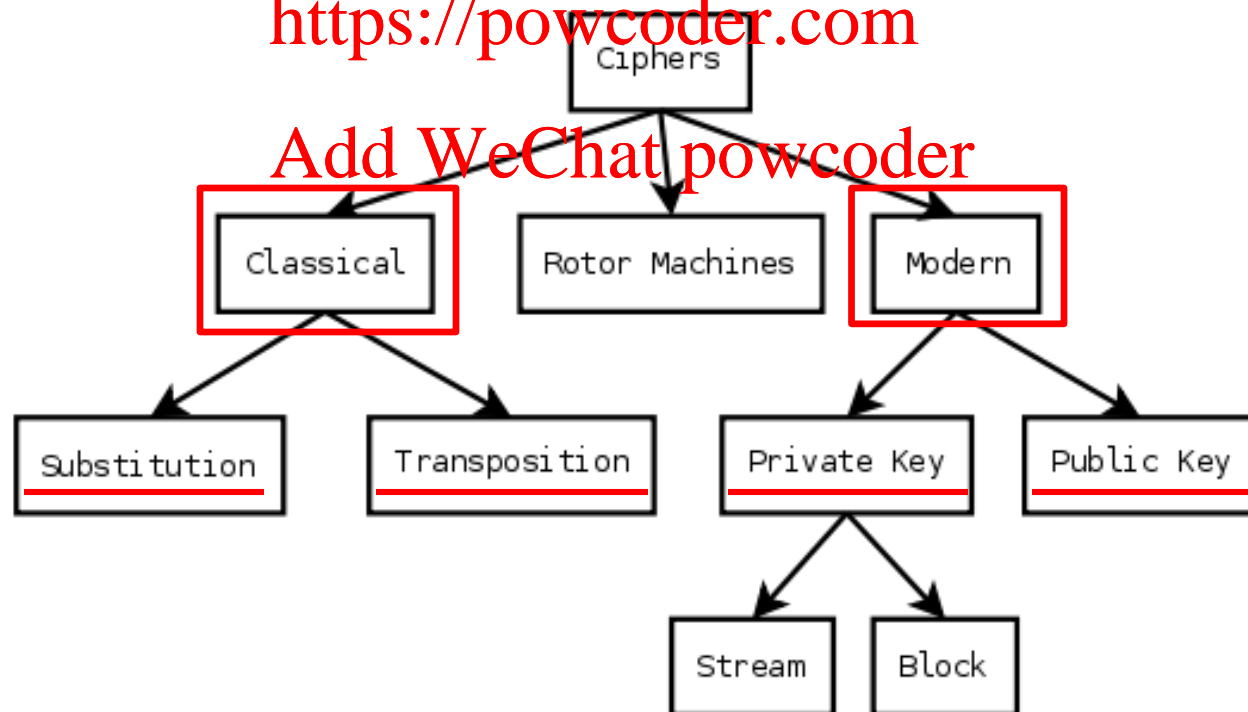 https://powcoder.com
Ciphers
Add WeChat powcoder
Classical
Rotor Machines
Modern
Substitution
Transposition
Private Key
Public Key
Stream
Block